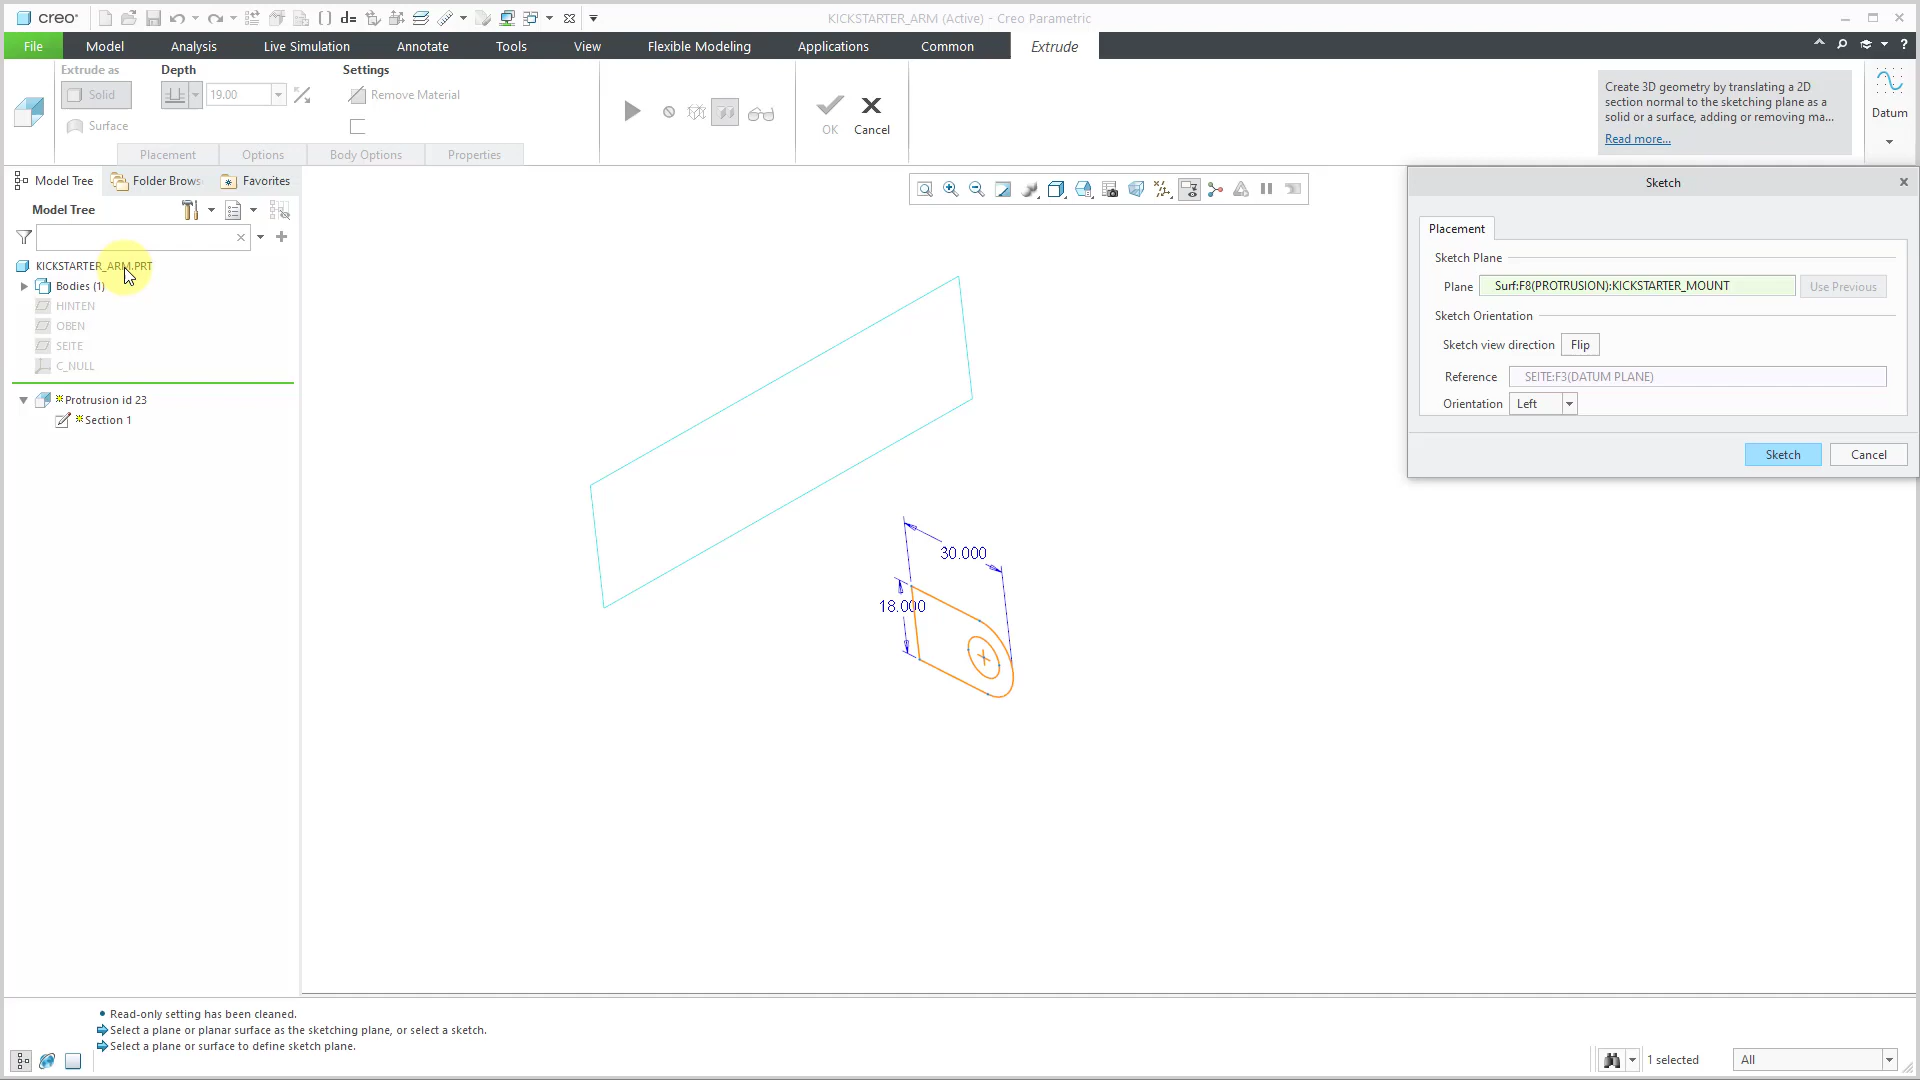 creo°
KICKSTARTER_ARM (Active) - Creo Parametric
File
Model
Analysis
Live Simulation
Annotate
Tools
View
Flexible Modeling
Applications
Common
Extrude
Extrude as
Depth
Settings
Solid
19.00
Remove Material
Surface
OK
Cancel
Placement
Options
Body Options
Properties
Create 3D geometry by translating a 2D
section normal to the sketching plane as a
solid or a surface, adding or removing ma...
Read more...
Datum
Model Tree
Folder Brows
Favorites
Model Tree
KICKSTARTER_ARM.PRT
Bodies (1)
HINTEN
OBEN
SEITE
C_NULL
Protrusion id 23
Section 1
30.000
18.000
Sketch
Placement
Sketch Plane
Plane
Surf:F8(PROTRUSION):KICKSTARTER_MOUNT
Use Previous
Sketch Orientation
Sketch view direction
Flip
Reference
SEITE:F3(DATUM PLANE)
Orientation
Left
Sketch
Cancel
Read-only setting has been cleaned.
Select a plane or planar surface as the sketching plane, or select a sketch.
Select a plane or surface to define sketch plane.
1 selected
All